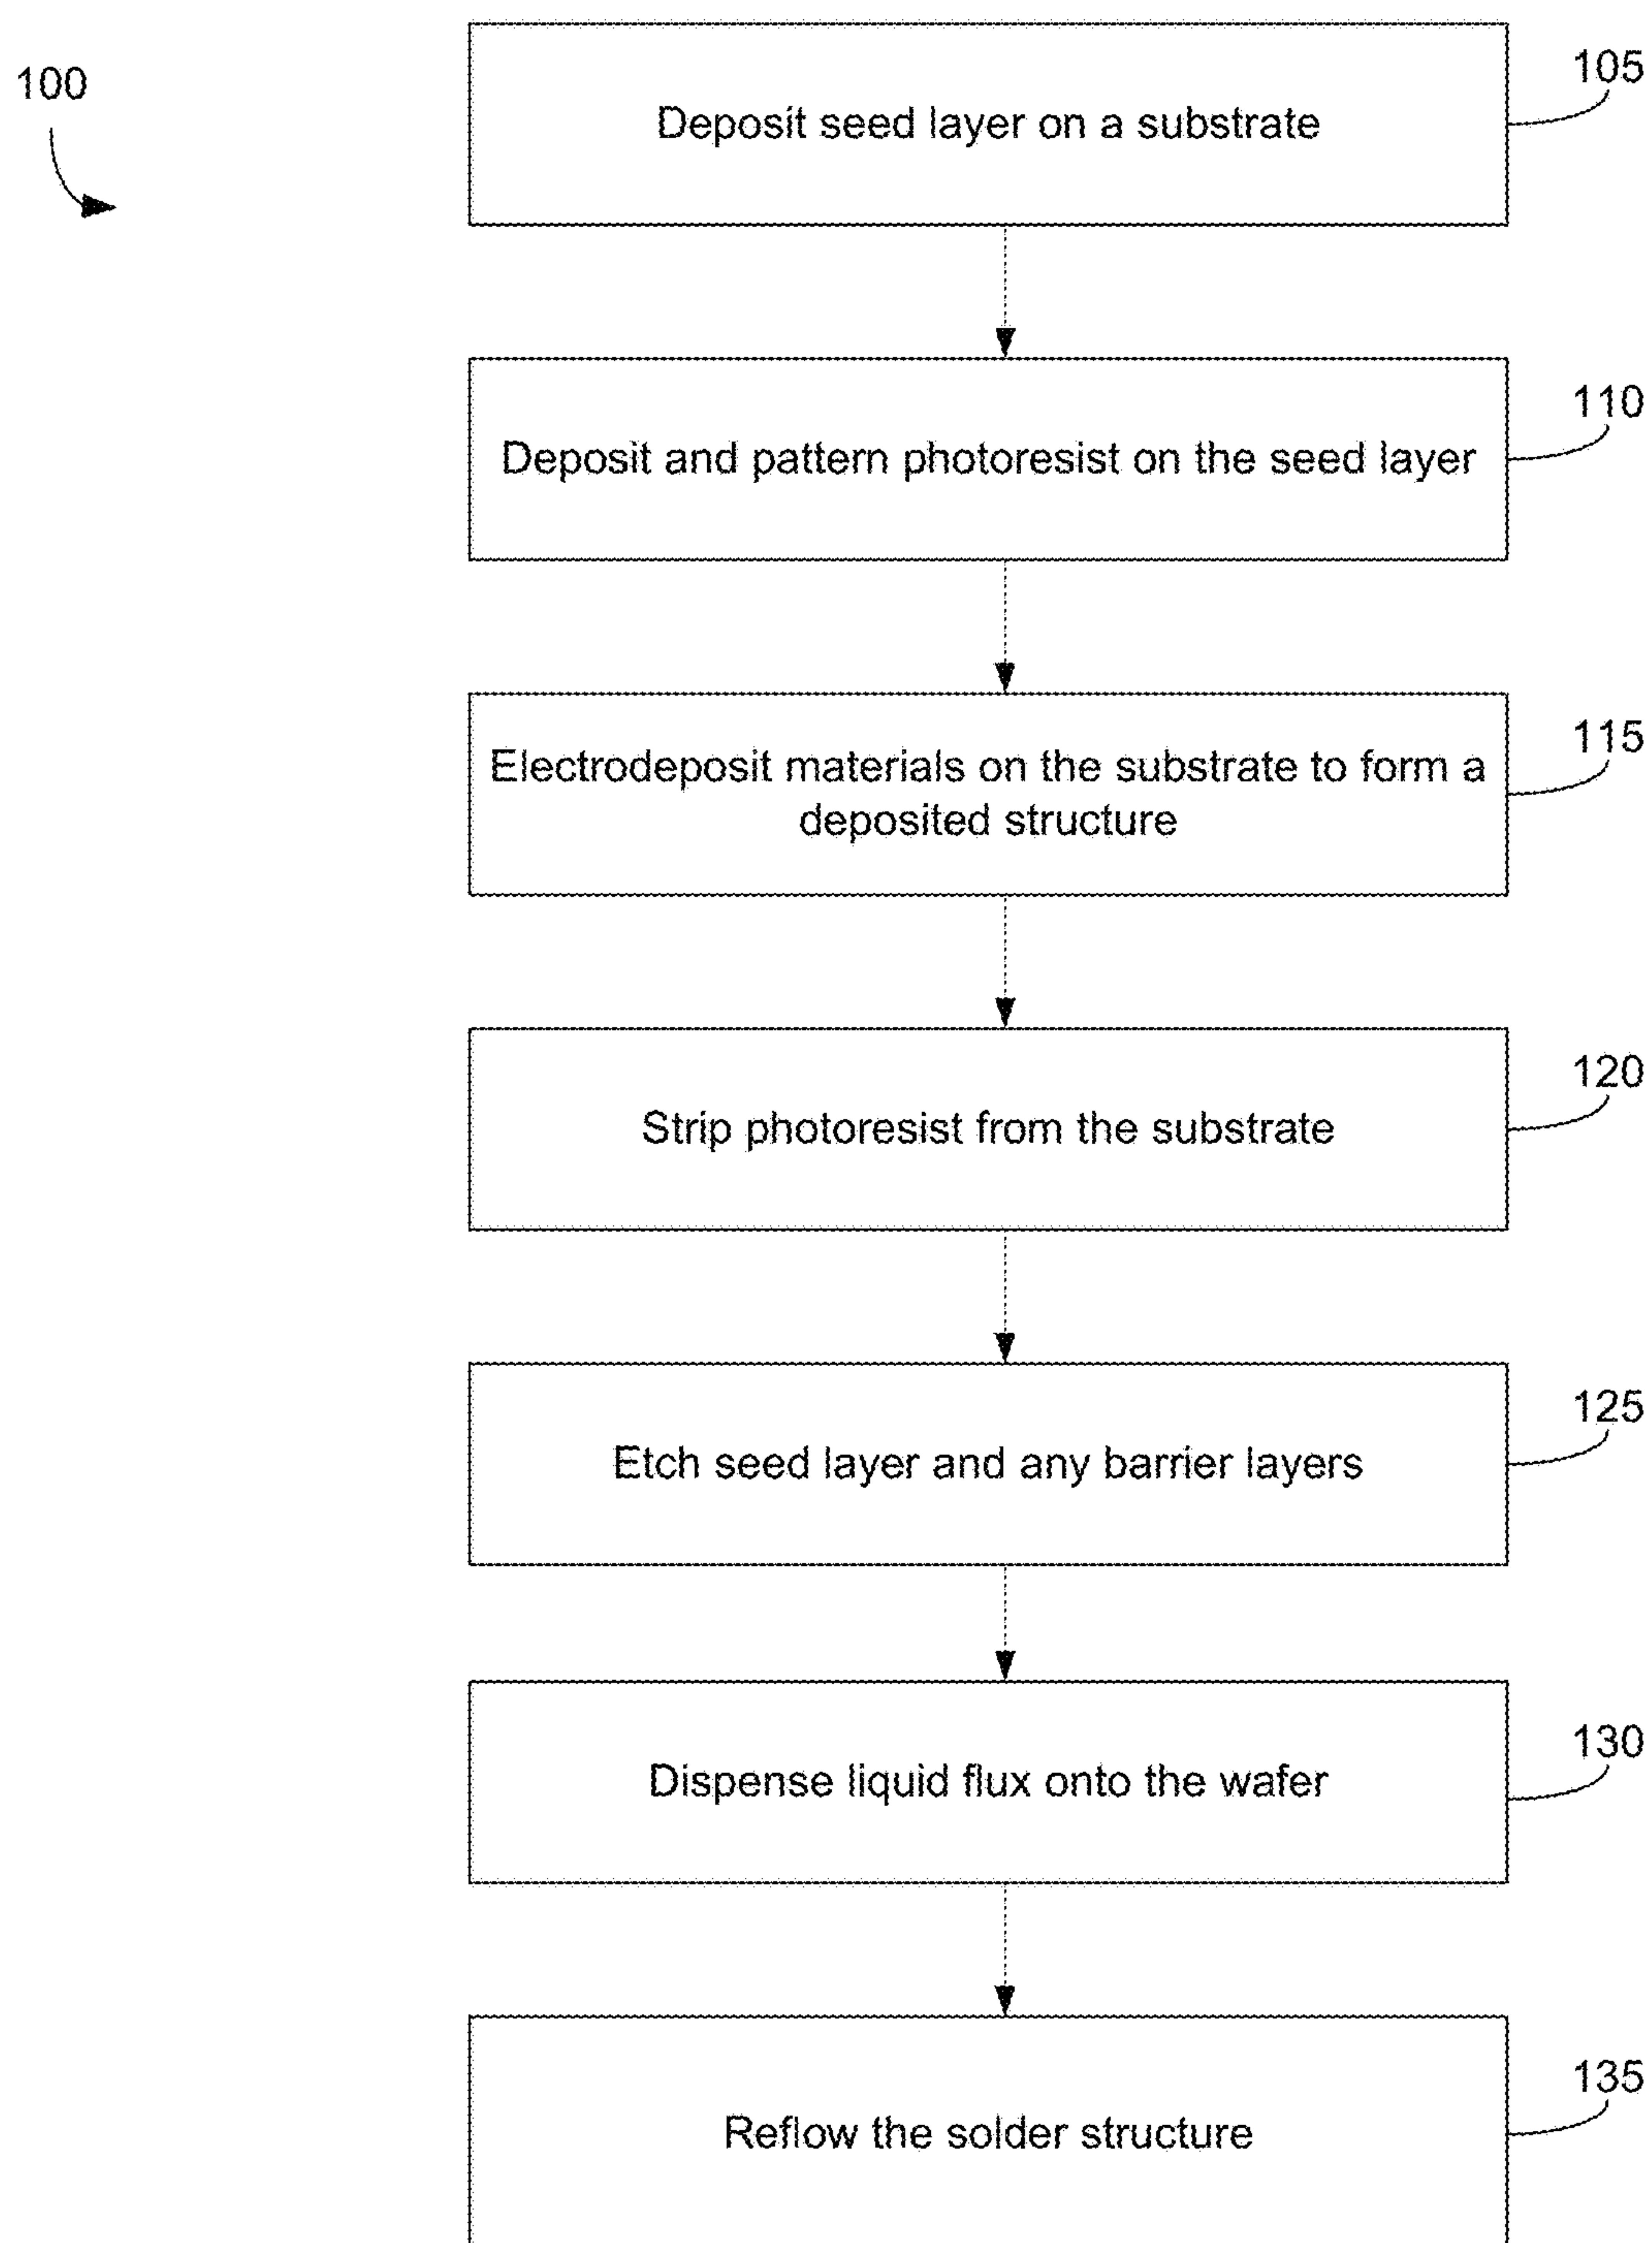 100
105
Deposit seed layer on a substrate
110
Deposit and pattern photoresist on the seed layer
115
Electrodeposit materials on the substrate to form a
deposited structure
120
Strip photoresist from the substrate
125
Etch seed layer and any barrier layers
130
Dispense liquid flux onto the wafer
135
Reflow the solder structure